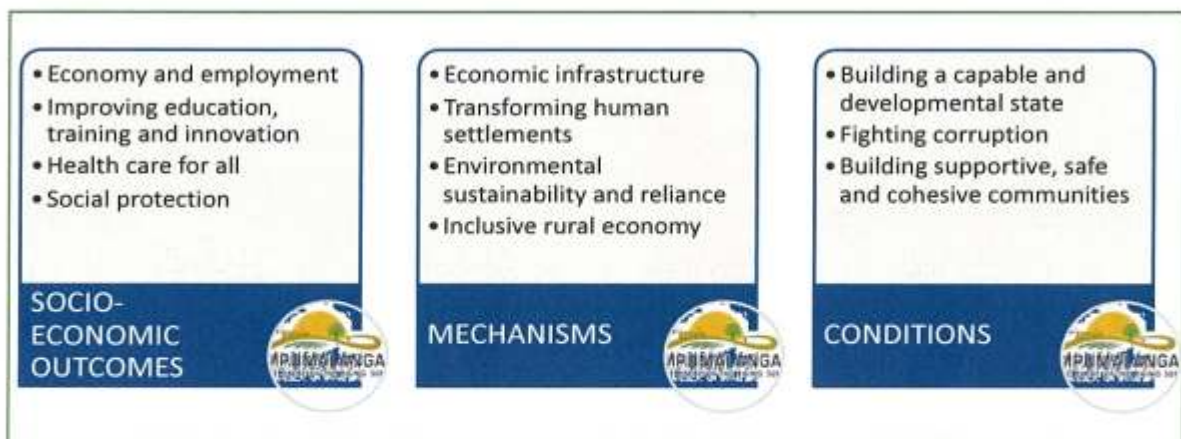 • Economy and employment
• Improving education,
training and innovation
• Health care for all
• Social protection
SOCIO-
ECONOMIC
OUTCOMES
• Economic infrastructure
• Transforming human
settlements
• Environmental
sustainability and reliance
• Inclusive rural economy
MECHANISMS
• Building a capable and
developmental state
• Fighting corruption
• Building supportive, safe
and cohesive communities
CONDITIONS